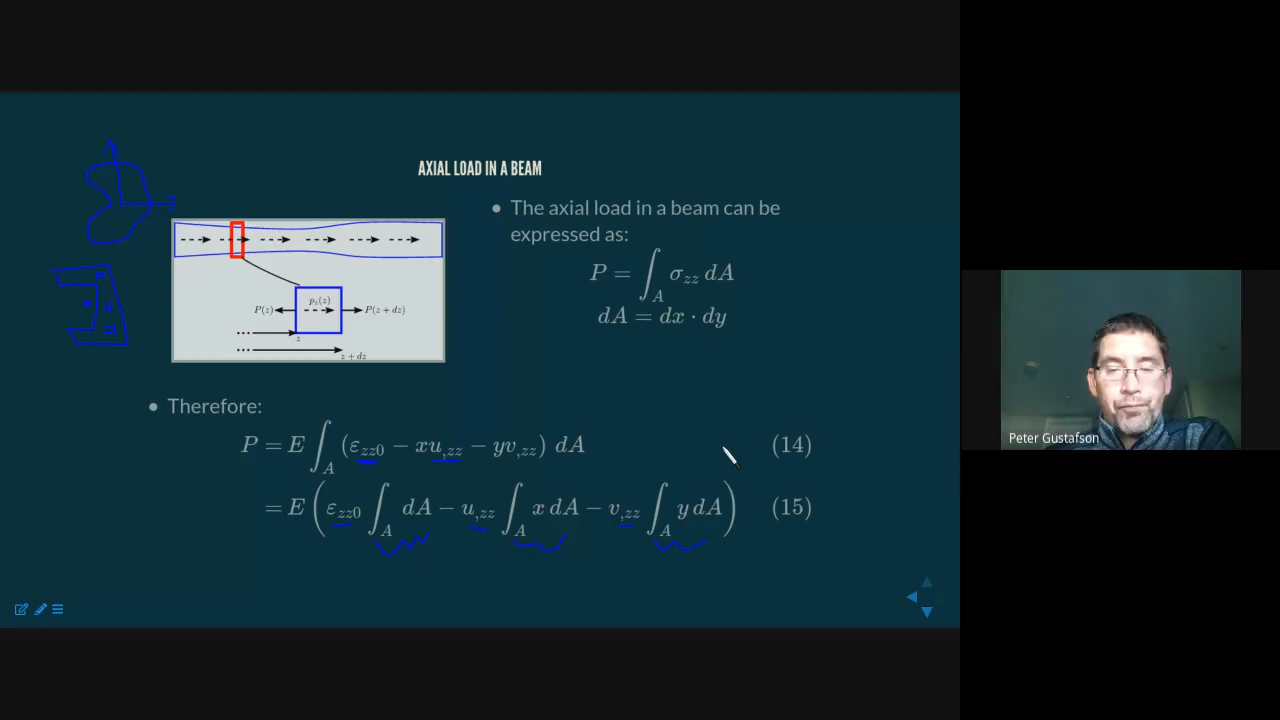 AXIAL LOAD IN A BEAM
• The axial load in a beam can be
expressed as:
P = ∫_A σ_zz dA
dA = dx · dy
p_z(z)
P(z)
P(z + dz)
z
z + dz
• Therefore:
P = E ∫_A (ε_zz0 − xu_,zz − yv_,zz) dA (14)
= E (ε_zz0 ∫_A dA − u_,zz ∫_A x dA − v_,zz ∫_A y dA) (15)
Peter Gustafson